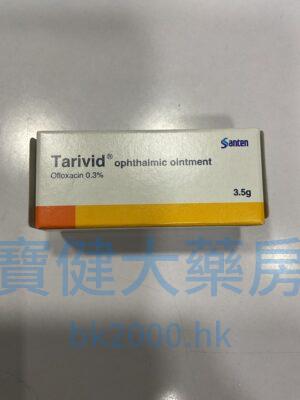 Santen
Tarivid® ophthalmic ointment
Ofloxacin 0.3%
3.5g
寶健大藥房
bk2000.hk